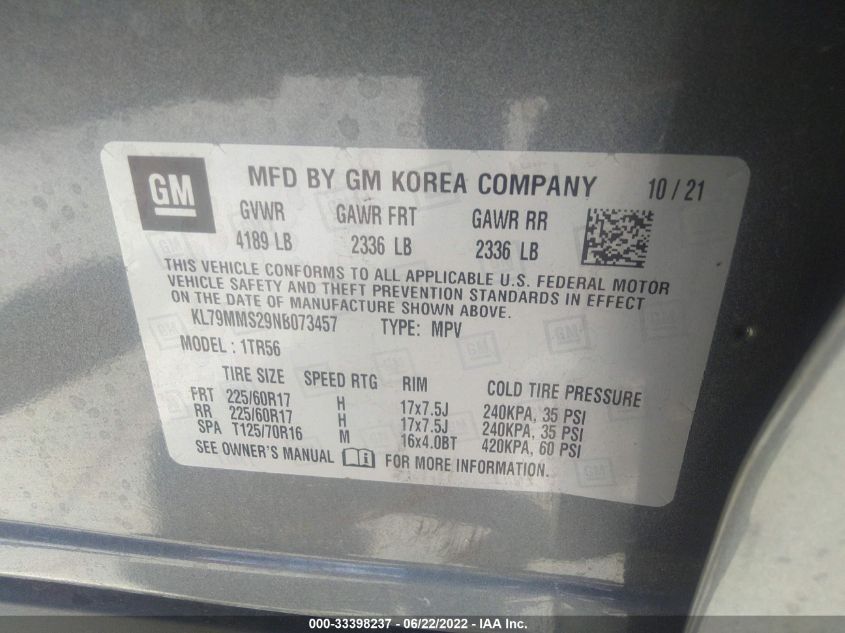 GM MFD BY GM KOREA COMPANY 10 / 21
GVWR GAWR FRT GAWR RR
4189 LB 2336 LB 2336 LB
THIS VEHICLE CONFORMS TO ALL APPLICABLE U.S. FEDERAL MOTOR
VEHICLE SAFETY AND THEFT PREVENTION STANDARDS IN EFFECT
ON THE DATE OF MANUFACTURE SHOWN ABOVE.
KL79MMS29NB073457 TYPE: MPV
MODEL : 1TR56
TIRE SIZE SPEED RTG RIM COLD TIRE PRESSURE
FRT 225/60R17 H 17x7.5J 240KPA, 35 PSI
RR 225/60R17 H 17x7.5J 240KPA, 35 PSI
SPA T125/70R16 M 16x4.0BT 420KPA, 60 PSI
SEE OWNER'S MANUAL FOR MORE INFORMATION.
000-33398237 - 06/22/2022 - IAA Inc.